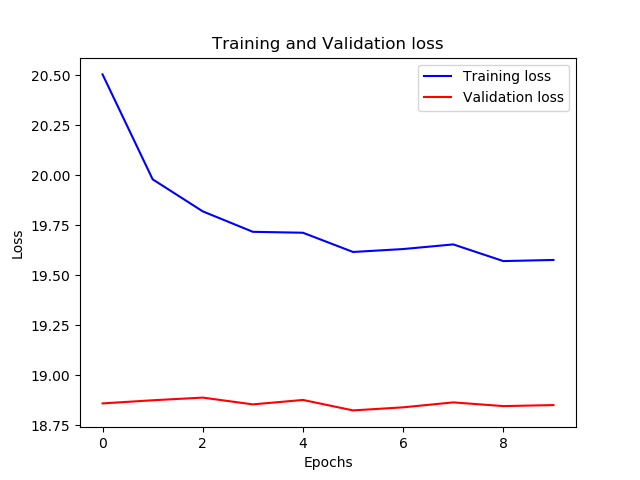 Training and Validation loss
Training loss
Validation loss
20.50
20.25
20.00
19.75
19.50
19.25
19.00
18.75
Loss
0 2 4 6 8
Epochs